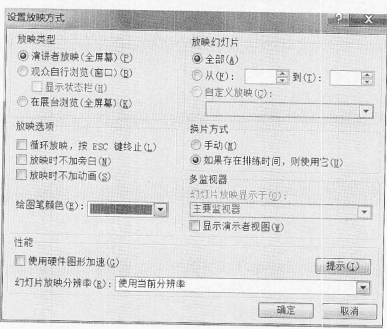 设置放映方式
放映类型
演讲者放映(全屏幕)(P)
观众自行浏览(窗口)(B)
显示状态栏(H)
在展台浏览(全屏幕)(K)
放映选项
循环放映，按 ESC 键终止(L)
放映时不加旁白(N)
放映时不加动画(S)
绘图笔颜色(E):
放映幻灯片
全部(A)
从(F): 到(T):
自定义放映(C):
换片方式
手动(M)
如果存在排练时间，则使用它(U)
多监视器
幻灯片放映显示于(O):
主要监视器
显示演示者视图(W)
性能
使用硬件图形加速(G)
提示(I)
幻灯片放映分辨率(R): 使用当前分辨率
确定 取消